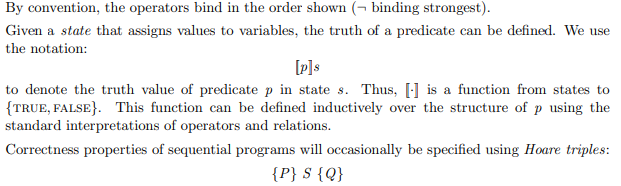 By convention, the operators bind in the order shown (¬ binding strongest).
Given a state that assigns values to variables, the truth of a predicate can be defined. We use
the notation:
⟦p⟧s
to denote the truth value of predicate p in state s. Thus, ⟦·⟧ is a function from states to
{TRUE, FALSE}. This function can be defined inductively over the structure of p using the
standard interpretations of operators and relations.
Correctness properties of sequential programs will occasionally be specified using Hoare triples:
{P} S {Q}